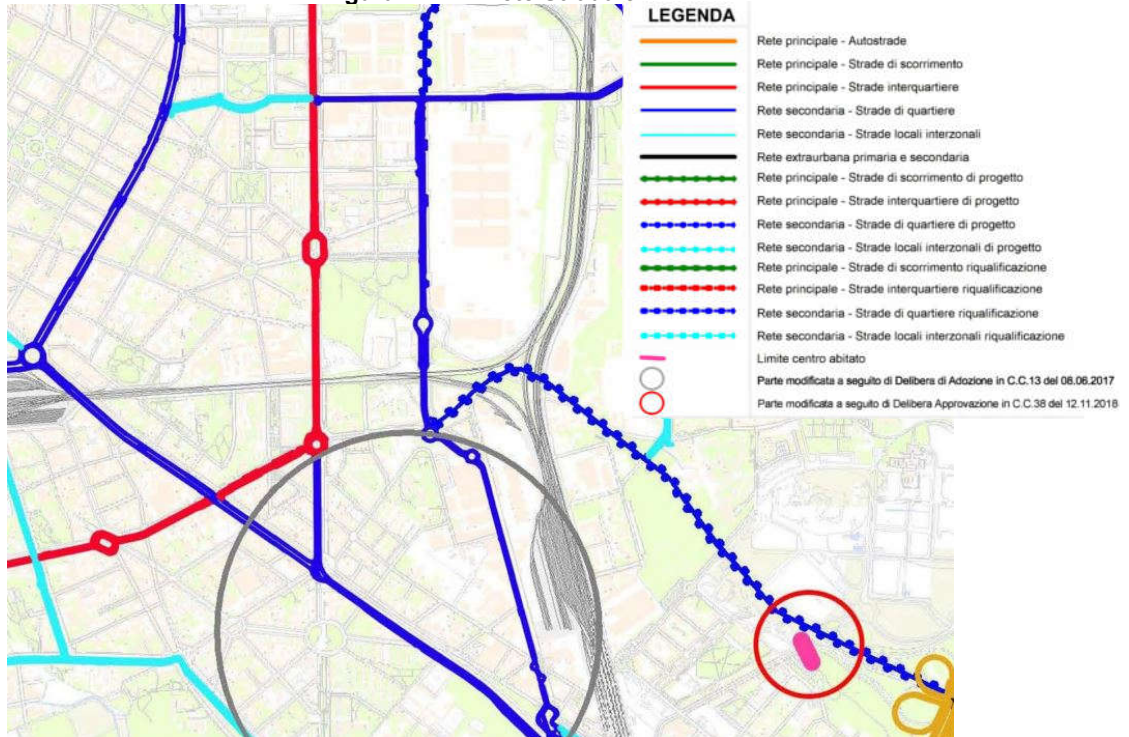 LEGENDA
Rete principale - Autostrade
Rete principale - Strade di scorrimento
Rete principale - Strade interquartiere
Rete secondaria - Strade di quartiere
Rete secondaria - Strade locali interzonali
Rete extraurbana primaria e secondaria
Rete principale - Strade di scorrimento di progetto
Rete principale - Strade interquartiere di progetto
Rete secondaria - Strade di quartiere di progetto
Rete secondaria - Strade locali interzonali di progetto
Rete principale - Strade di scorrimento riqualificazione
Rete principale - Strade interquartiere riqualificazione
Rete secondaria - Strade di quartiere riqualificazione
Rete secondaria - Strade locali interzonali riqualificazione
Limite centro abitato
Parte modificata a seguito di Delibera di Adozione in C.C.13 del 08.06.2017
Parte modificata a seguito di Delibera Approvazione in C.C.38 del 12.11.2018